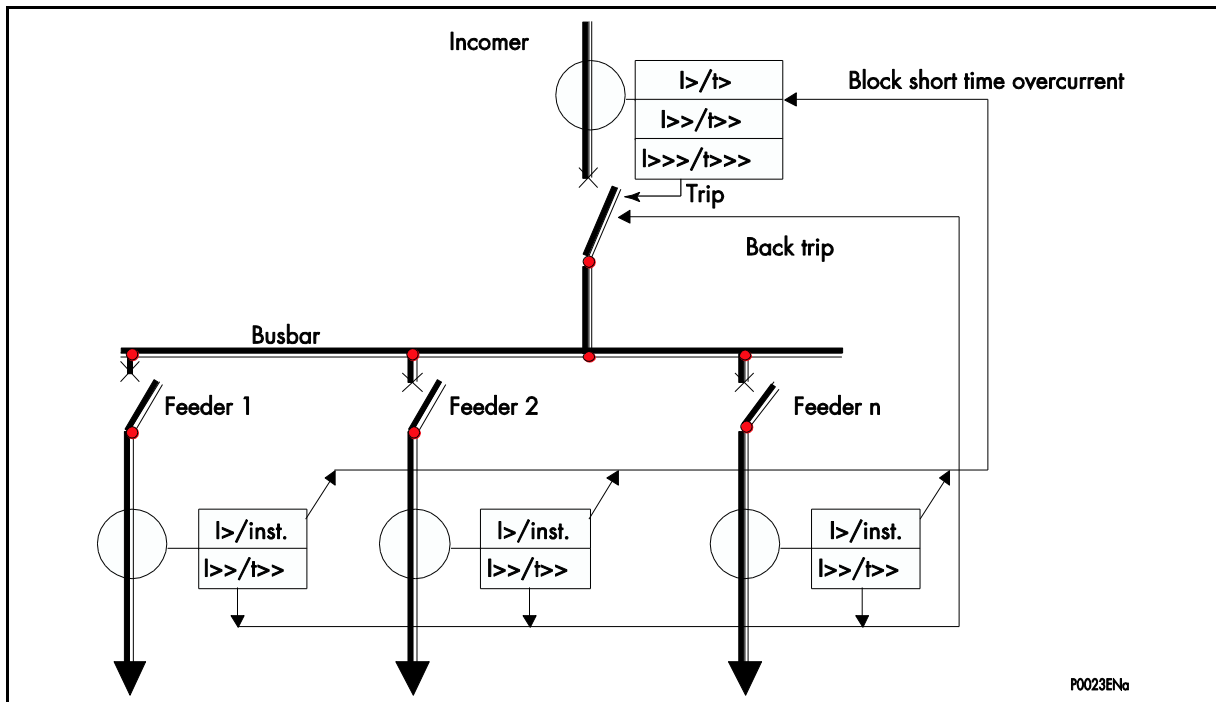 Incomer
I>/t>
Block short time overcurrent
I>>/t>>
I>>>/t>>>
Trip
Back trip
Busbar
Feeder 1
Feeder 2
Feeder n
I>/inst.
I>>/t>>
I>/inst.
I>>/t>>
I>/inst.
I>>/t>>
P0023ENa